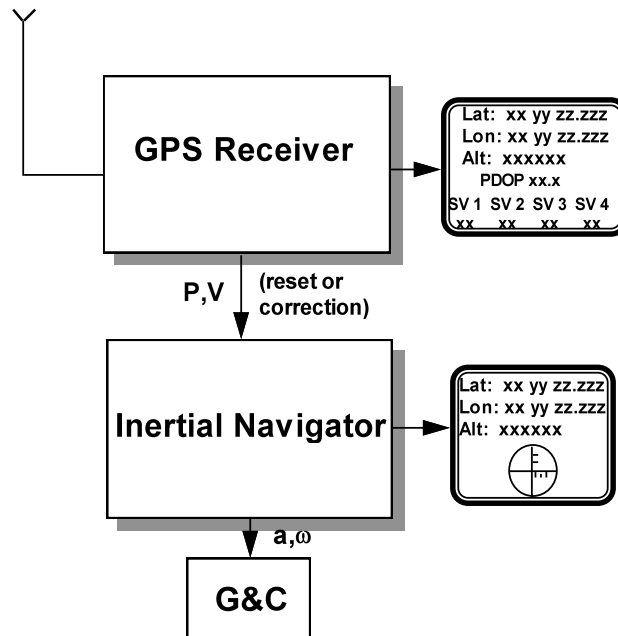 GPS Receiver
Lat: xx yy zz.zzz
Lon: xx yy zz.zzz
Alt: xxxxxx
PDOP xx.x
SV 1 SV 2 SV 3 SV 4
xx xx xx xx
P,V
(reset or
correction)
Inertial Navigator
Lat: xx yy zz.zzz
Lon: xx yy zz.zzz
Alt: xxxxxx
a,ω
G&C